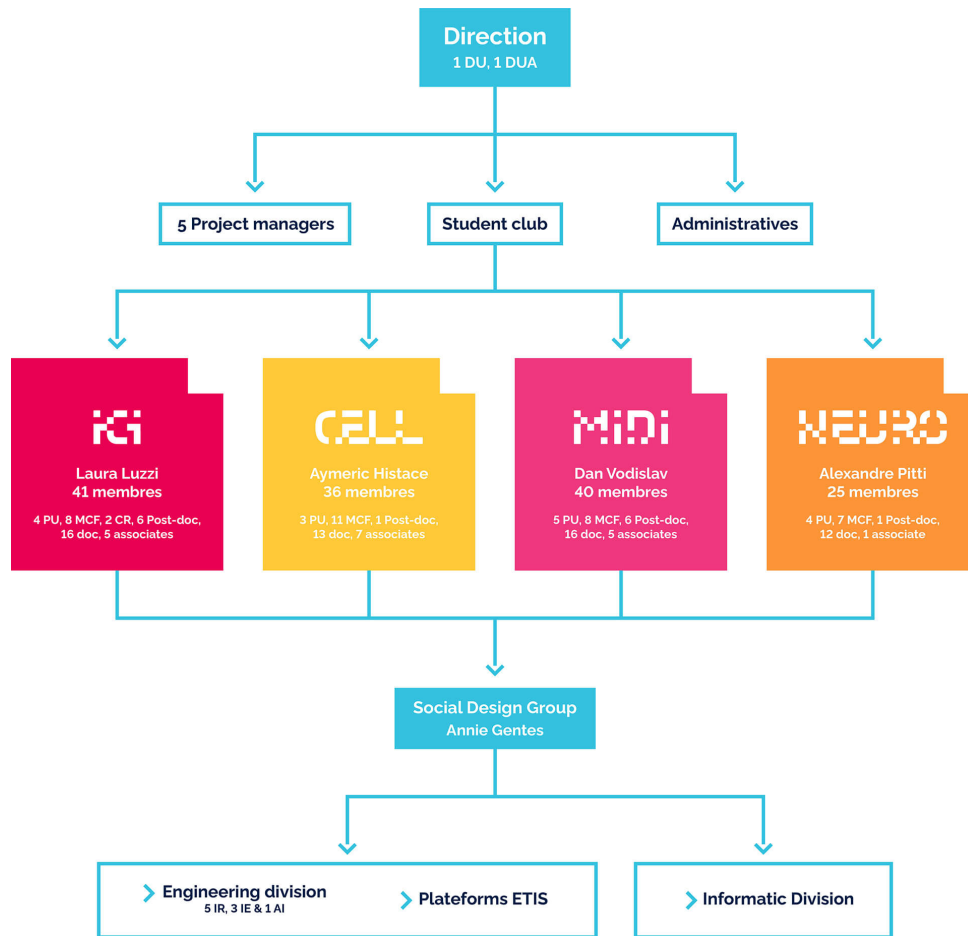 Direction
1 DU, 1 DUA
5 Project managers
Student club
Administratives
iCi
Laura Luzzi
41 membres
4 PU, 8 MCF, 2 CR, 6 Post-doc,
16 doc, 5 associates
CELL
Aymeric Histace
36 membres
3 PU, 11 MCF, 1 Post-doc,
13 doc, 7 associates
MiDi
Dan Vodislav
40 membres
5 PU, 8 MCF, 6 Post-doc,
16 doc, 5 associates
NEURO
Alexandre Pitti
25 membres
4 PU, 7 MCF, 1 Post-doc,
12 doc, 1 associate
Social Design Group
Annie Gentes
Engineering division
5 IR, 3 IE & 1 AI
Plateforms ETIS
Informatic Division